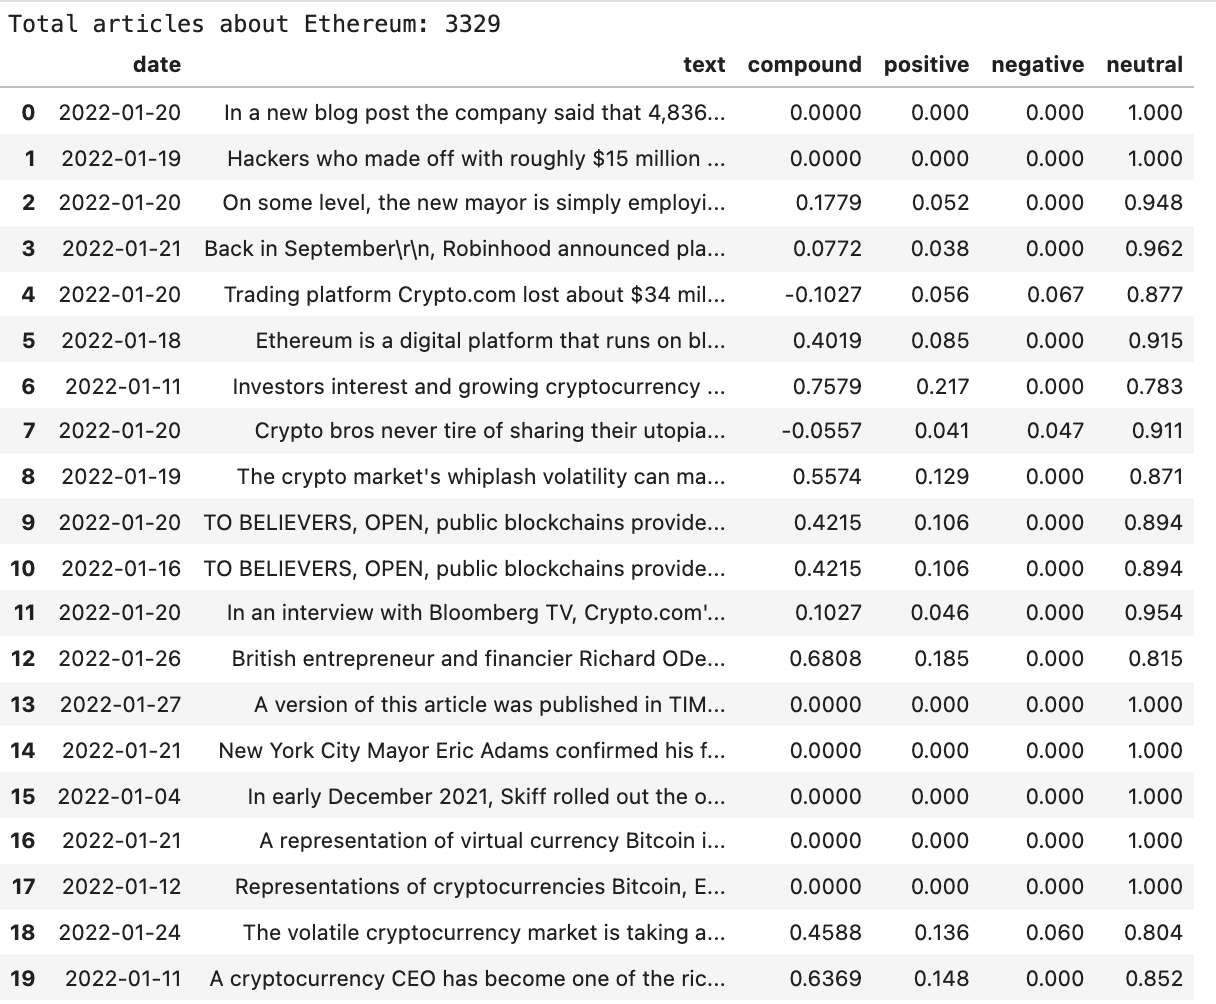 Total articles about Ethereum: 3329
date text compound positive negative neutral
0 2022-01-20 In a new blog post the company said that 4,836... 0.0000 0.000 0.000 1.000
1 2022-01-19 Hackers who made off with roughly $15 million ... 0.0000 0.000 0.000 1.000
2 2022-01-20 On some level, the new mayor is simply employi... 0.1779 0.052 0.000 0.948
3 2022-01-21 Back in September\r\n, Robinhood announced pla... 0.0772 0.038 0.000 0.962
4 2022-01-20 Trading platform Crypto.com lost about $34 mil... -0.1027 0.056 0.067 0.877
5 2022-01-18 Ethereum is a digital platform that runs on bl... 0.4019 0.085 0.000 0.915
6 2022-01-11 Investors interest and growing cryptocurrency ... 0.7579 0.217 0.000 0.783
7 2022-01-20 Crypto bros never tire of sharing their utopia... -0.0557 0.041 0.047 0.911
8 2022-01-19 The crypto market's whiplash volatility can ma... 0.5574 0.129 0.000 0.871
9 2022-01-20 TO BELIEVERS, OPEN, public blockchains provide... 0.4215 0.106 0.000 0.894
10 2022-01-16 TO BELIEVERS, OPEN, public blockchains provide... 0.4215 0.106 0.000 0.894
11 2022-01-20 In an interview with Bloomberg TV, Crypto.com'... 0.1027 0.046 0.000 0.954
12 2022-01-26 British entrepreneur and financier Richard ODe... 0.6808 0.185 0.000 0.815
13 2022-01-27 A version of this article was published in TIM... 0.0000 0.000 0.000 1.000
14 2022-01-21 New York City Mayor Eric Adams confirmed his f... 0.0000 0.000 0.000 1.000
15 2022-01-04 In early December 2021, Skiff rolled out the o... 0.0000 0.000 0.000 1.000
16 2022-01-21 A representation of virtual currency Bitcoin i... 0.0000 0.000 0.000 1.000
17 2022-01-12 Representations of cryptocurrencies Bitcoin, E... 0.0000 0.000 0.000 1.000
18 2022-01-24 The volatile cryptocurrency market is taking a... 0.4588 0.136 0.060 0.804
19 2022-01-11 A cryptocurrency CEO has become one of the ric... 0.6369 0.148 0.000 0.852